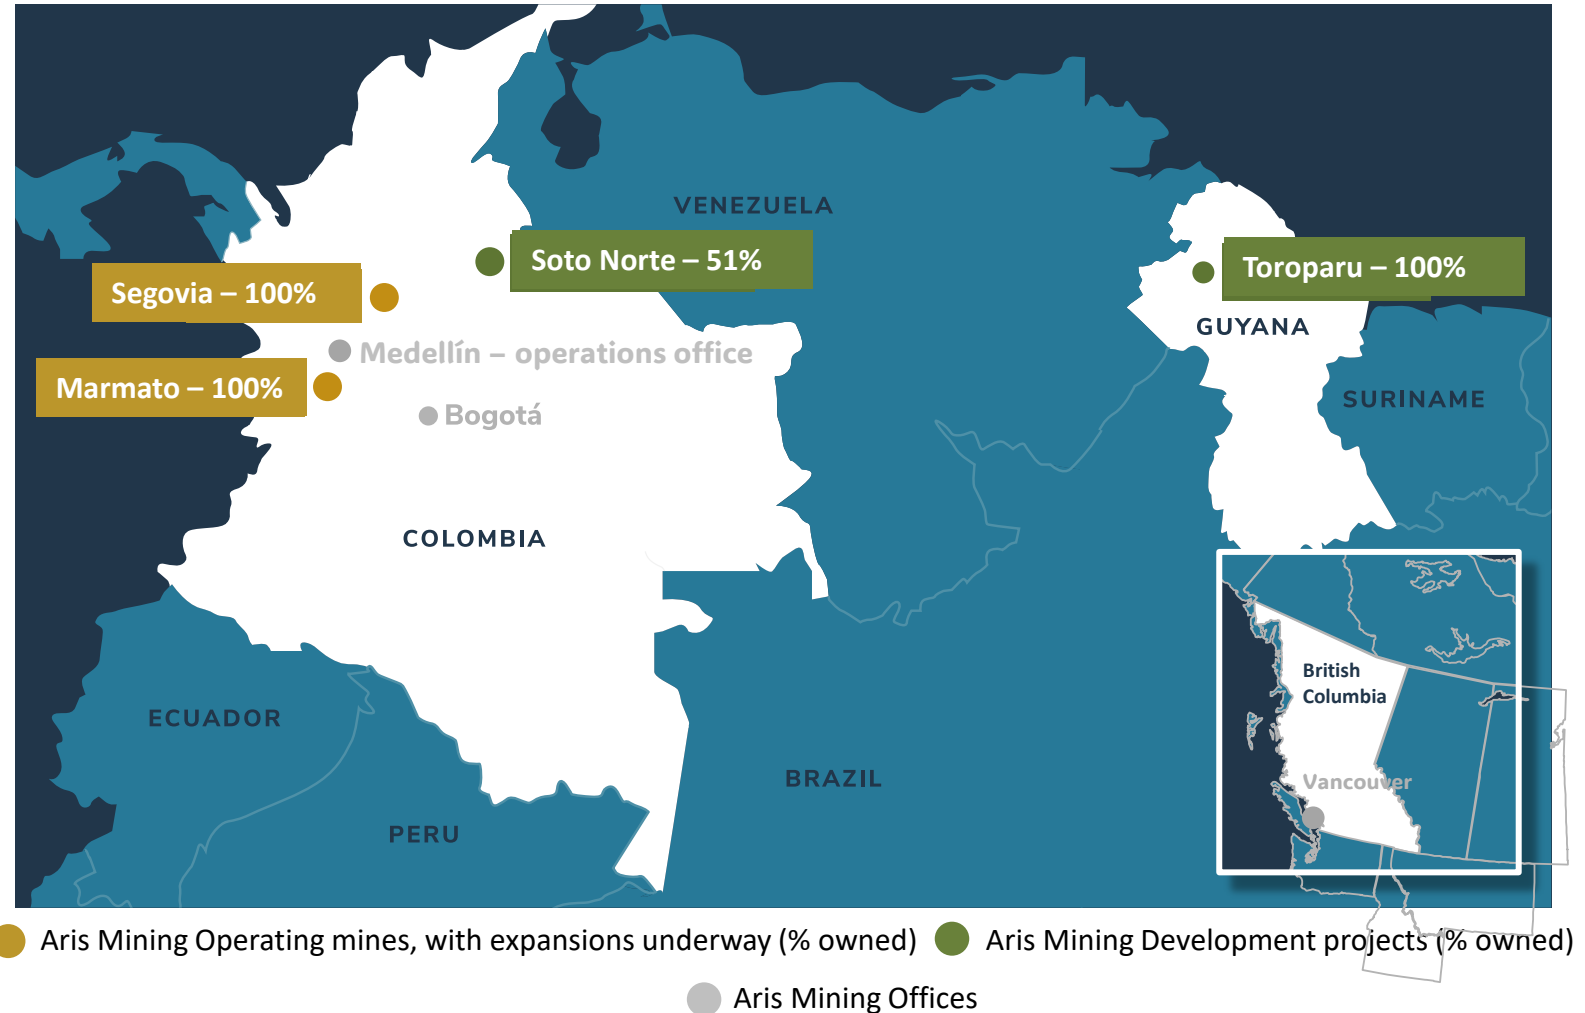 VENEZUELA
Soto Norte – 51%
Toroparu – 100%
Segovia – 100%
GUYANA
Medellín – operations office
Marmato – 100%
SURINAME
Bogotá
COLOMBIA
British
Columbia
ECUADOR
BRAZIL
Vancouver
PERU
Aris Mining Operating mines, with expansions underway (% owned)
Aris Mining Development projects (% owned)
Aris Mining Offices